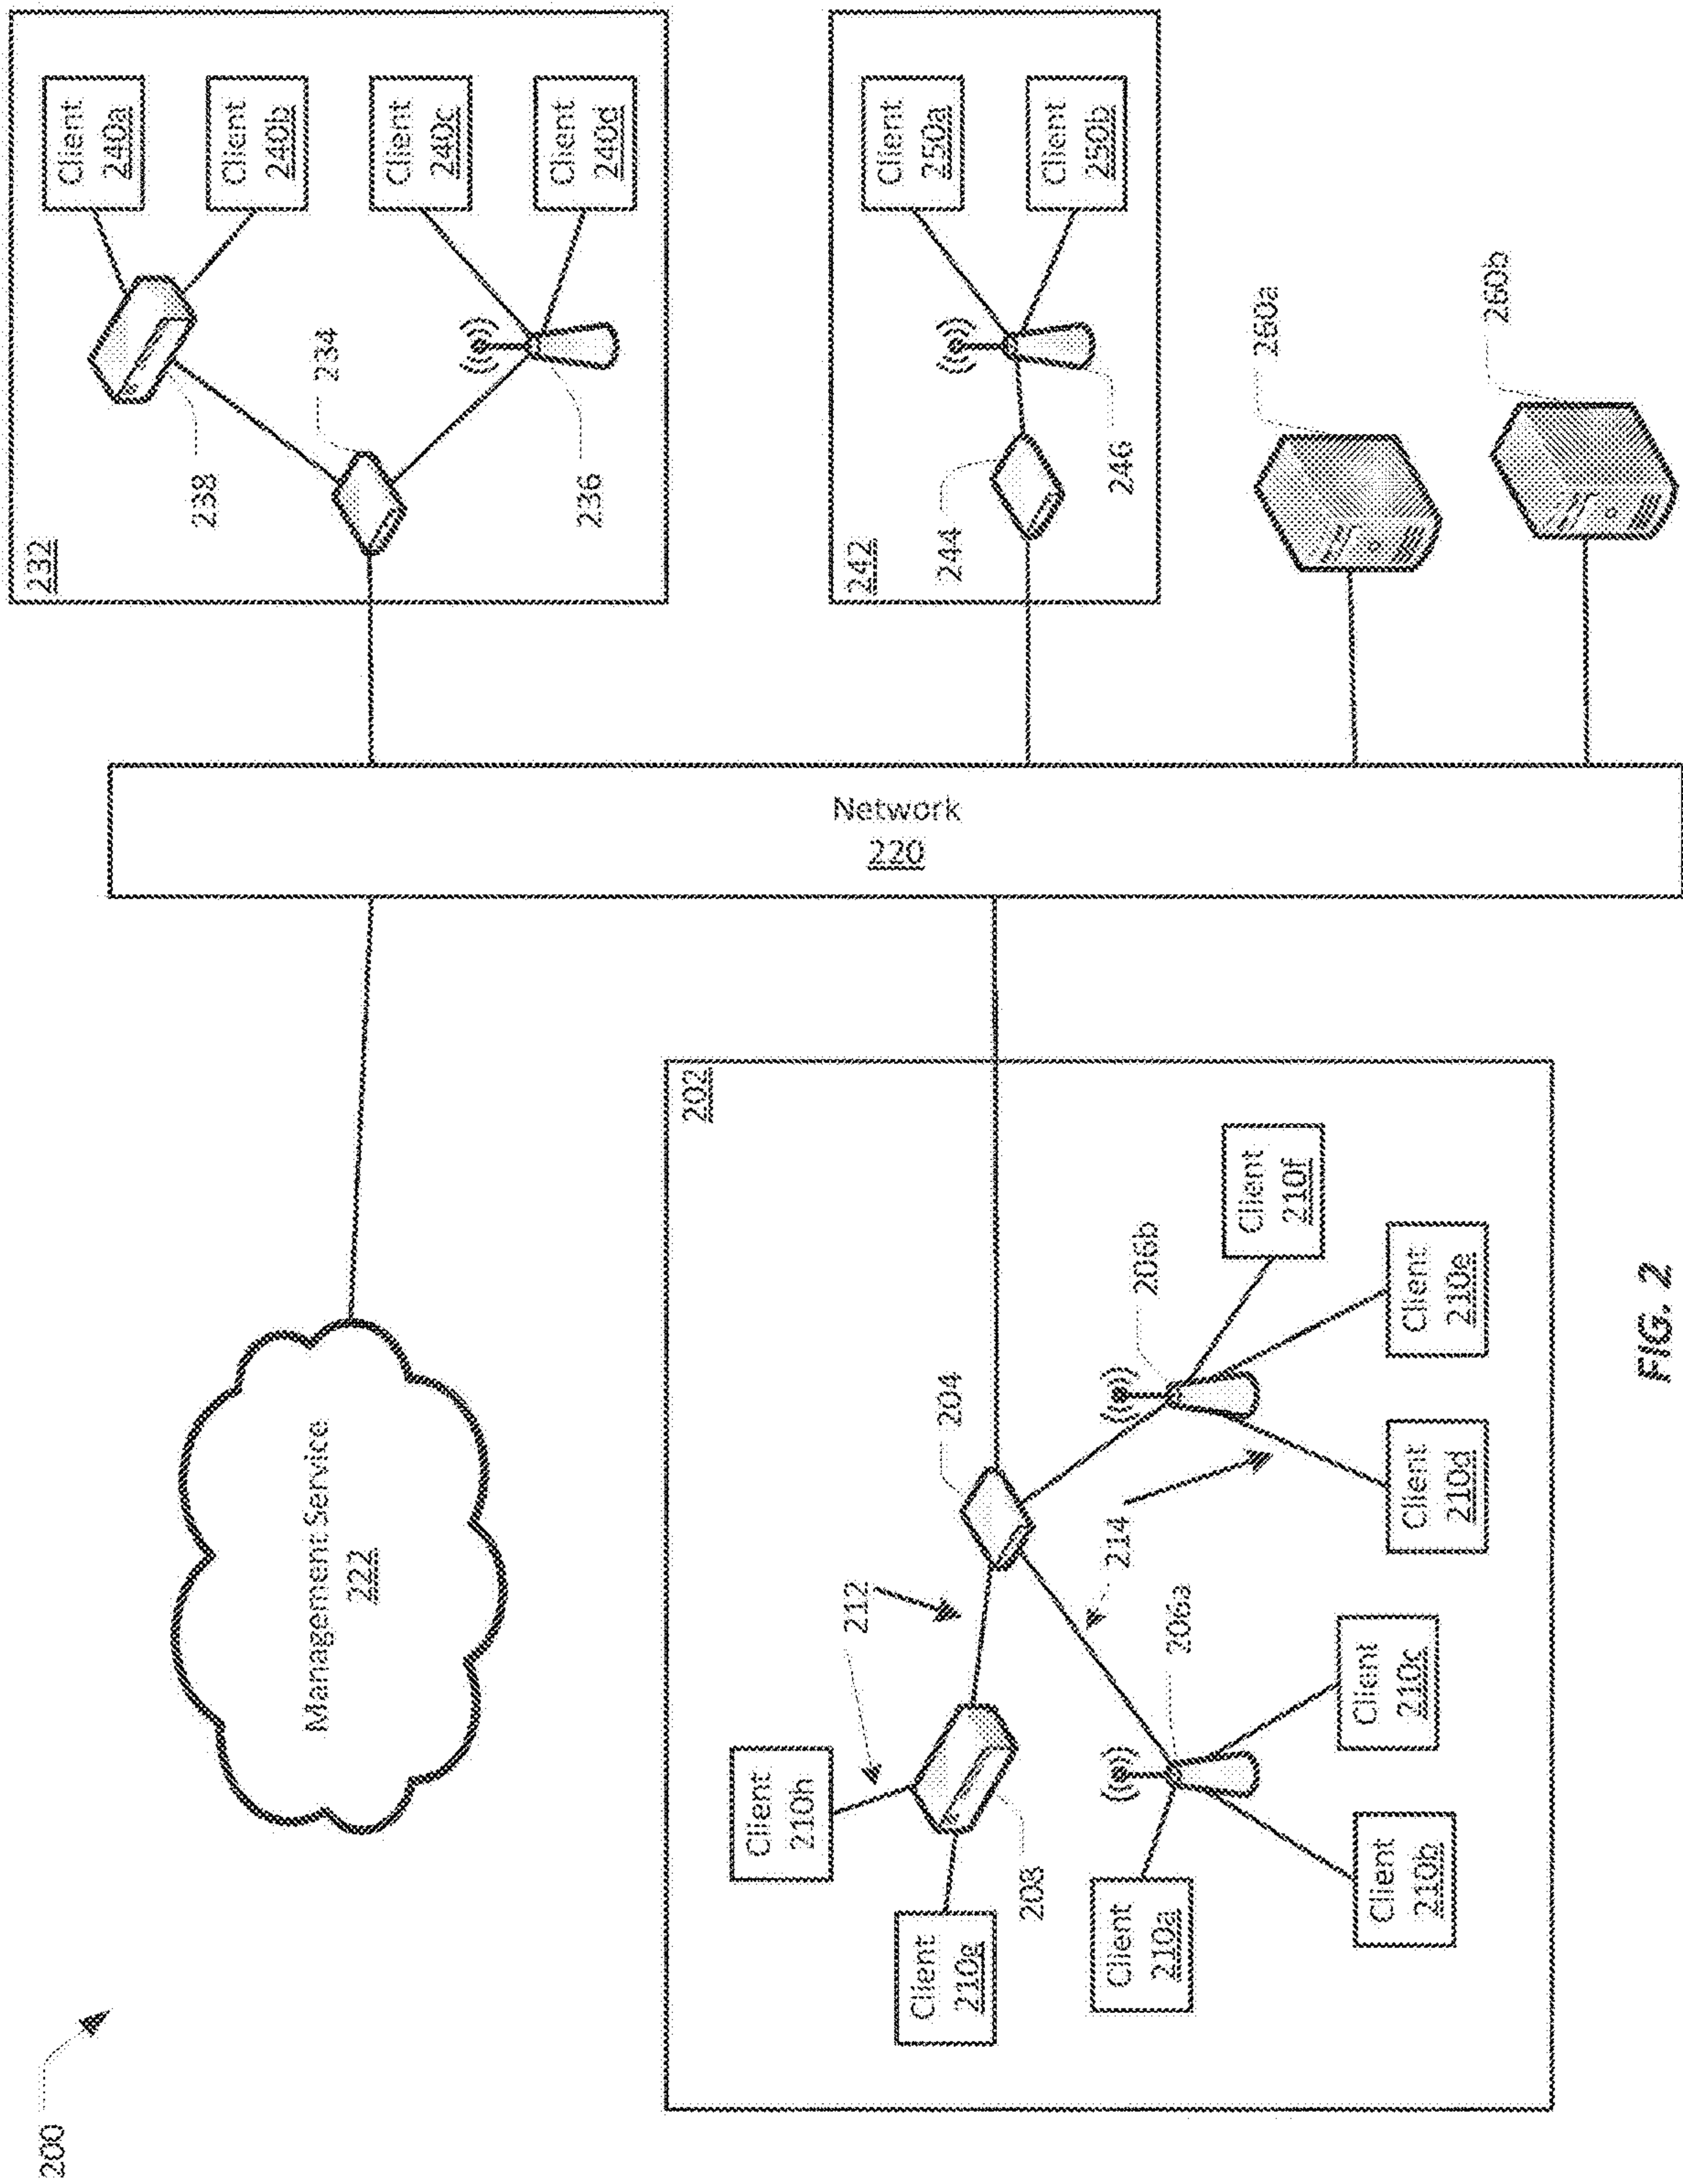 200
Management Service
222
202
204
206a
206b
208
212
214
Client
210a
Client
210b
Client
210c
Client
210d
Client
210e
Client
210f
Client
210g
Client
210h
Network
220
232
234
236
238
Client
240a
Client
240b
Client
240c
Client
240d
242
244
246
Client
250a
Client
250b
260a
260b
FIG. 2